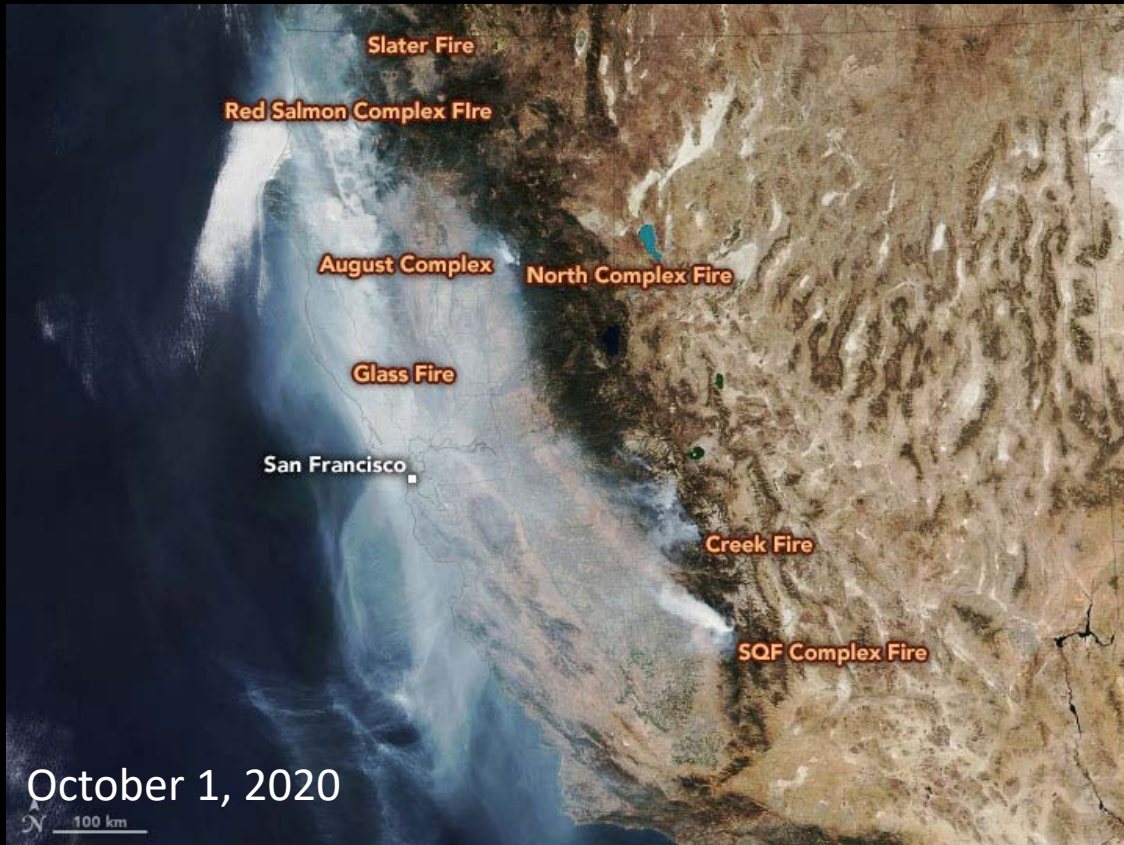 Slater Fire
Red Salmon Complex FIre
August Complex
North Complex Fire
Glass Fire
San Francisco
Creek Fire
SQF Complex Fire
October 1, 2020
N
100 km